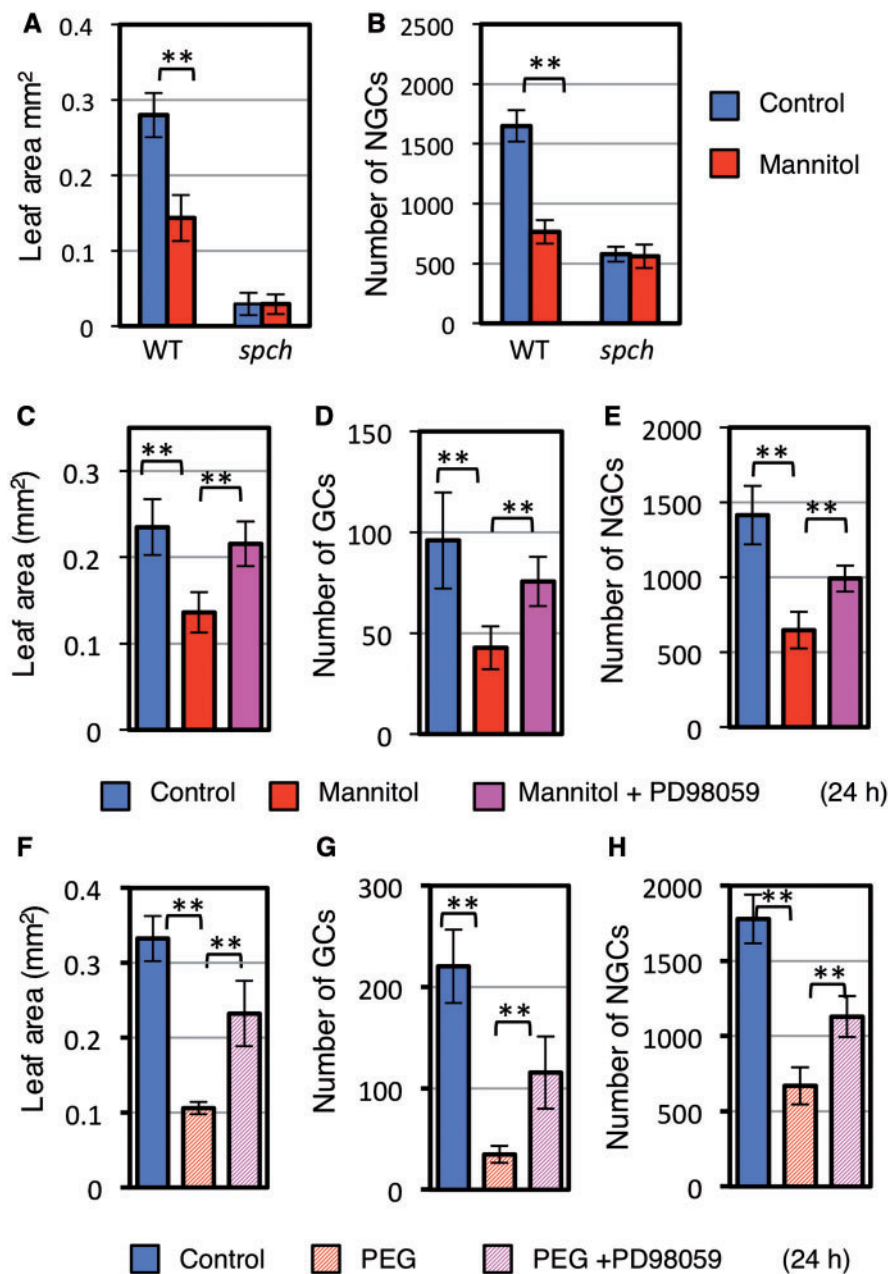 A
Leaf area mm²
0.4
0.3
0.2
0.1
0
**
WT spch
B
Number of NGCs
2500
2000
1500
1000
500
0
**
WT spch
Control
Mannitol
C
Leaf area (mm²)
0.3
0.2
0.1
0
** **
D
Number of GCs
150
100
50
0
** **
E
Number of NGCs
2000
1500
1000
500
0
** **
Control Mannitol Mannitol + PD98059 (24 h)
F
Leaf area (mm²)
0.4
0.3
0.2
0.1
0
** **
G
Number of GCs
300
200
100
0
** **
H
Number of NGCs
2000
1500
1000
500
0
** **
Control PEG PEG +PD98059 (24 h)